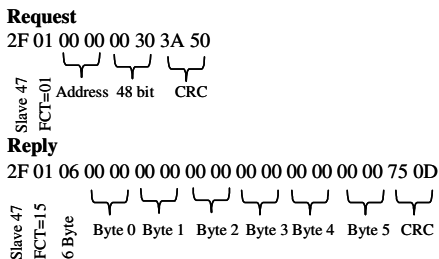 Request
2F 01 00 00 00 30 3A 50
Slave 47
FCT=01
Address 48 bit CRC
Reply
2F 01 06 00 00 00 00 00 00 00 00 00 00 00 00 75 0D
Slave 47
FCT=15
6 Byte
Byte 0 Byte 1 Byte 2 Byte 3 Byte 4 Byte 5 CRC